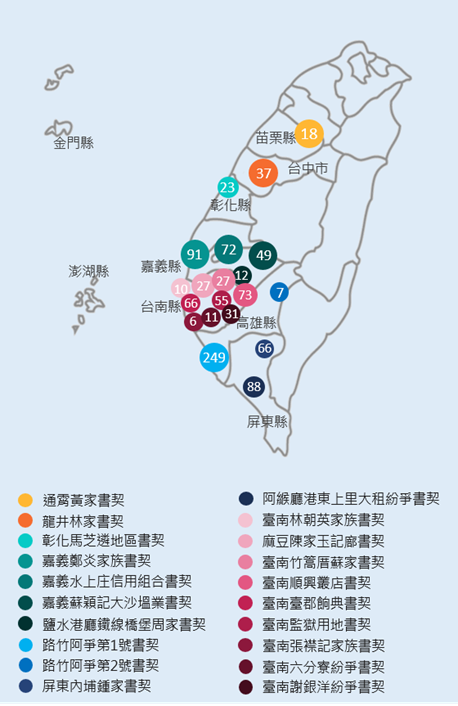 苗栗縣
18
金門縣
37
台中市
23
彰化縣
91
72
49
嘉義縣
澎湖縣
12
10
27
27
7
台南縣
66
55
73
6
11
31
高雄縣
249
66
88
屏東縣
通霄黃家書契
龍井林家書契
彰化馬芝遴地區書契
嘉義鄭炎家族書契
嘉義水上庄信用組合書契
嘉義蘇穎記大沙塭業書契
鹽水港廳鐵線橋堡周家書契
路竹阿爭第1號書契
路竹阿爭第2號書契
屏東內埔鍾家書契
阿緱廳港東上里大租紛爭書契
臺南林朝英家族書契
麻豆陳家玉記廍書契
臺南竹篙厝蘇家書契
臺南順興叢店書契
臺南臺郡餉典書契
臺南監獄用地書契
臺南張襟記家族書契
臺南六分寮紛爭書契
臺南謝銀洋紛爭書契